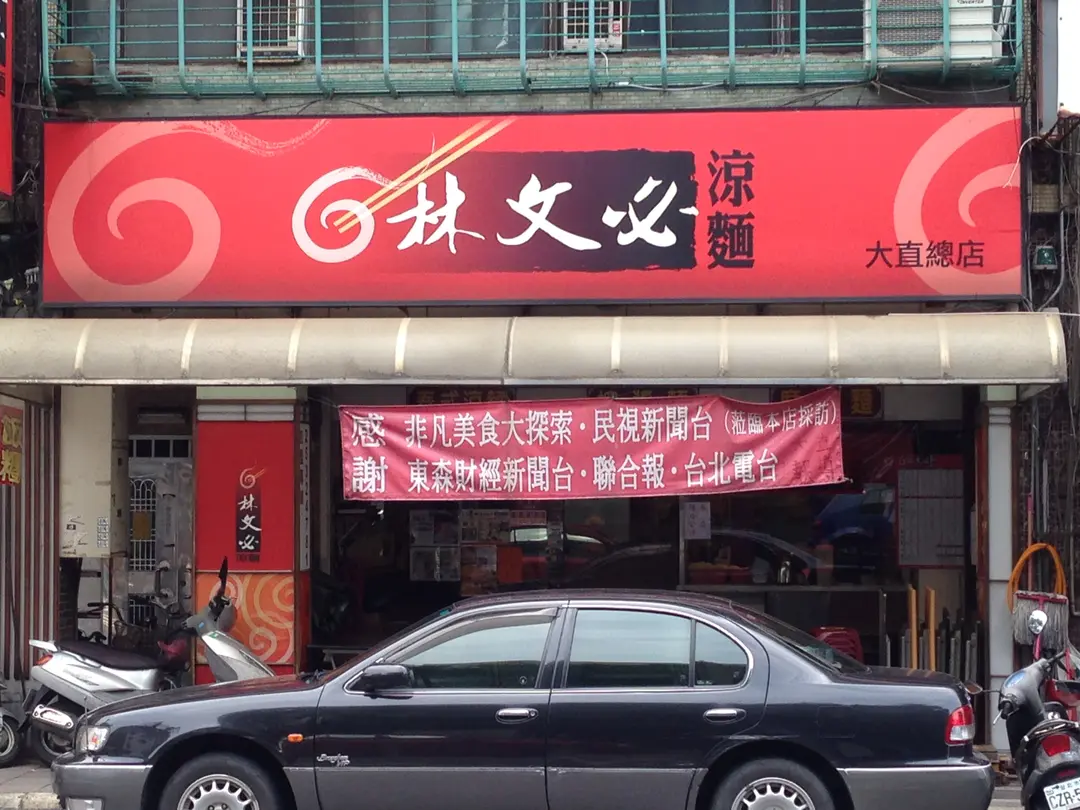 林文必
涼麵
大直總店
感謝
非凡美食大探索·民視新聞台(蒞臨本店採訪)
東森財經新聞台·聯合報·台北電台
林文必